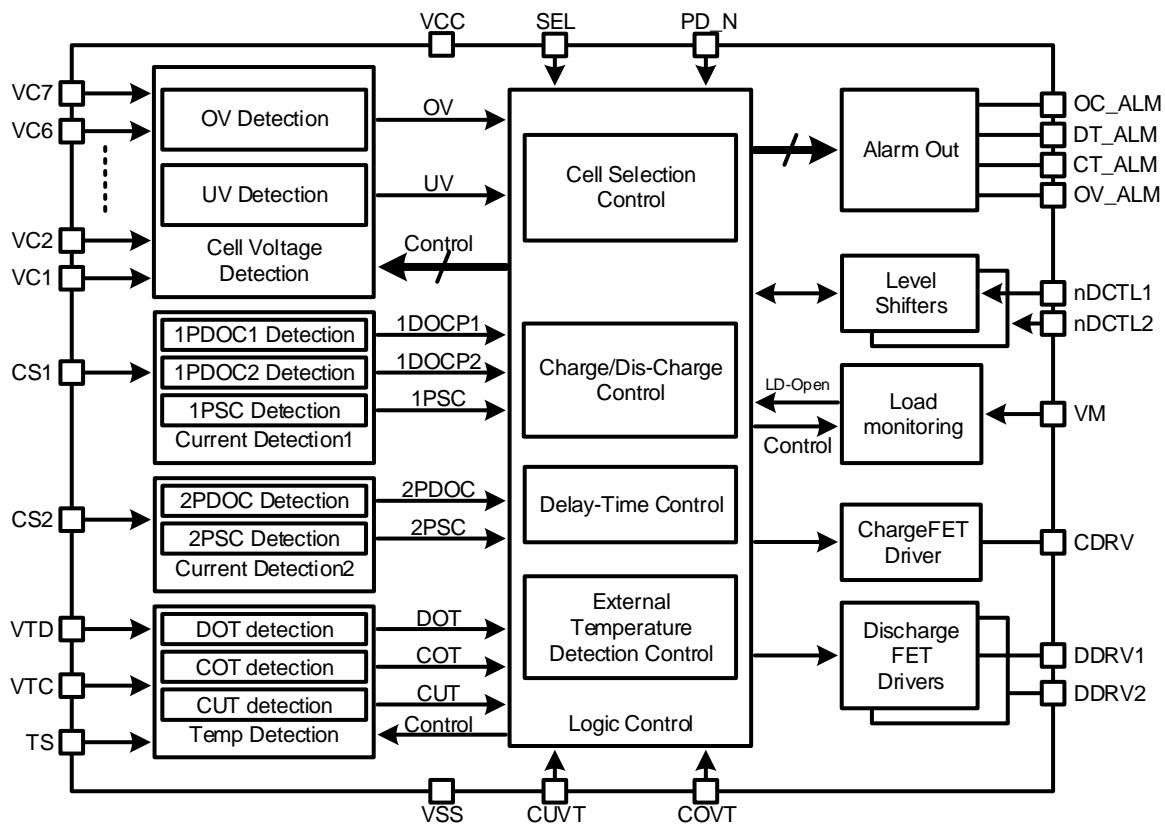 VCC
SEL
PD_N
VC7
VC6
VC2
VC1
OV Detection
UV Detection
Cell Voltage
Detection
OV
UV
Control
CS1
1PDOC1 Detection
1PDOC2 Detection
1PSC Detection
Current Detection1
1DOCP1
1DOCP2
1PSC
CS2
2PDOC Detection
2PSC Detection
Current Detection2
2PDOC
2PSC
VTD
VTC
TS
DOT detection
COT detection
CUT detection
Temp Detection
DOT
COT
CUT
Control
Cell Selection
Control
Charge/Dis-Charge
Control
Delay-Time Control
External
Temperature
Detection Control
Logic Control
Alarm Out
OC_ALM
DT_ALM
CT_ALM
OV_ALM
Level
Shifters
nDCTL1
nDCTL2
LD-Open
Control
Load
monitoring
VM
ChargeFET
Driver
CDRV
Discharge
FET
Drivers
DDRV1
DDRV2
VSS
CUVT
COVT